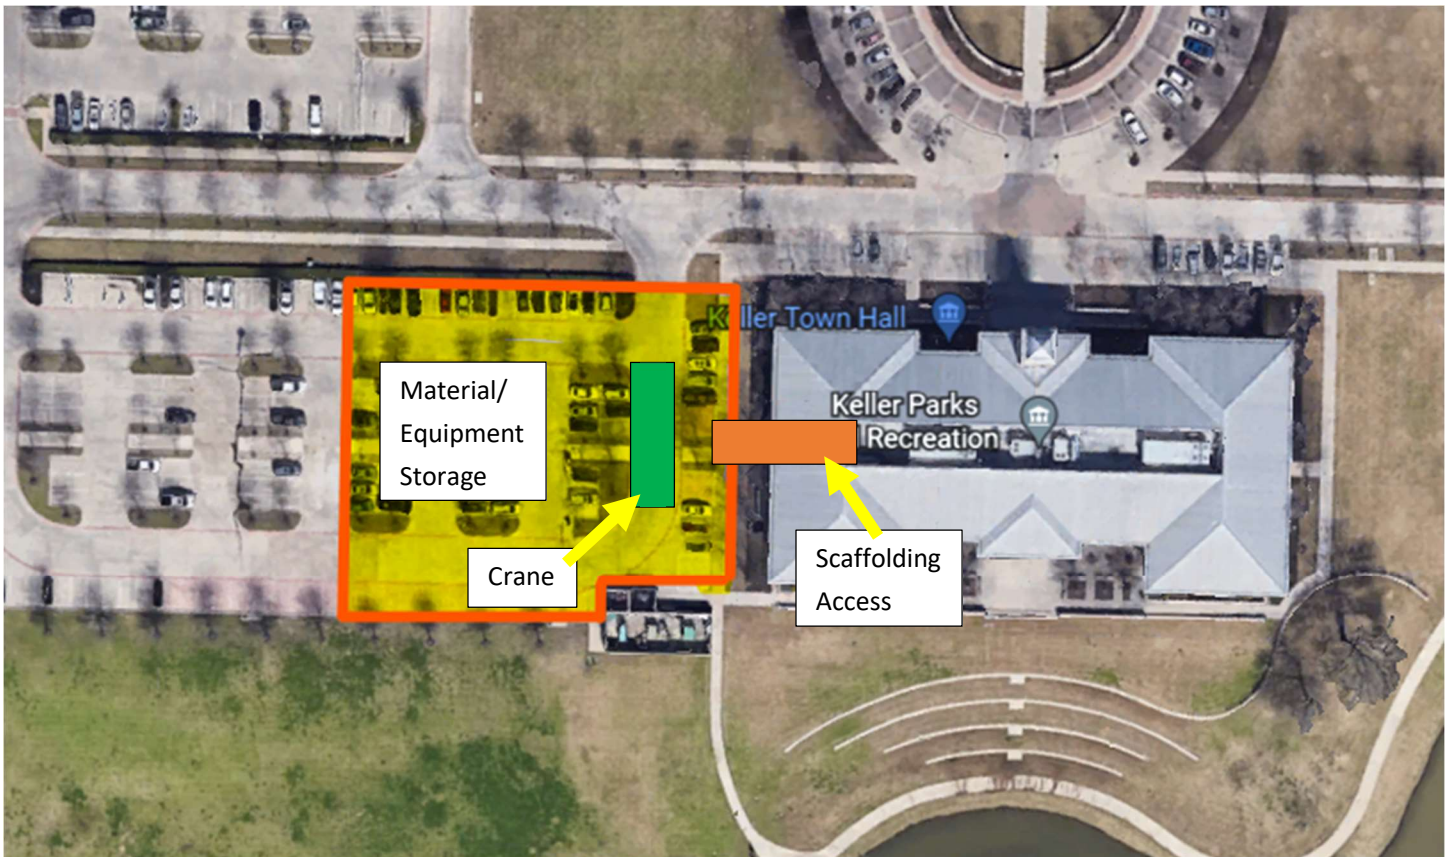 Keller Town Hall
Material/
Equipment
Storage
Keller Parks
Recreation
Crane
Scaffolding
Access